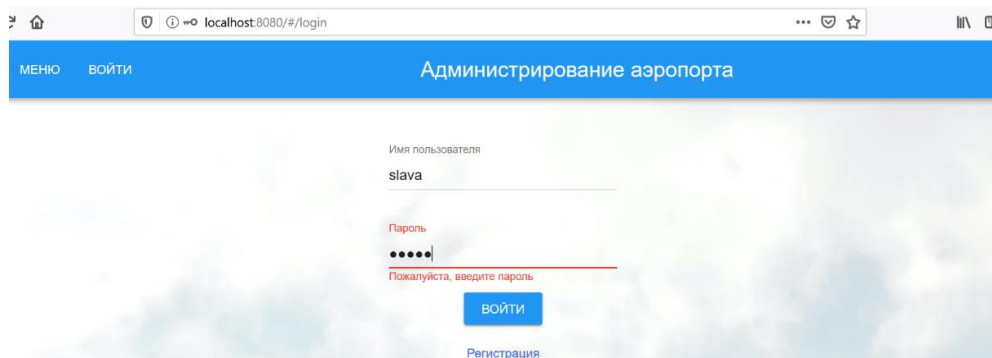 localhost:8080/#/login
МЕНЮ ВОЙТИ Администрирование аэропорта
Имя пользователя
slava
Пароль
•••••
Пожалуйста, введите пароль
ВОЙТИ
Регистрация